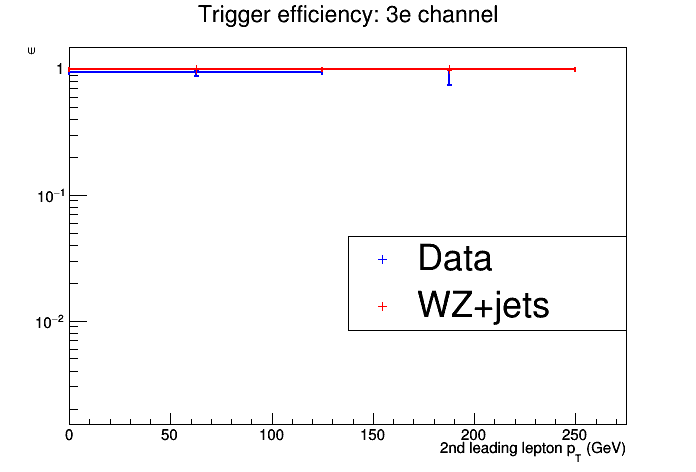 Trigger efficiency: 3e channel
∈
1
10⁻¹
10⁻²
Data
WZ+jets
0 50 100 150 200 250
2nd leading lepton p_T (GeV)